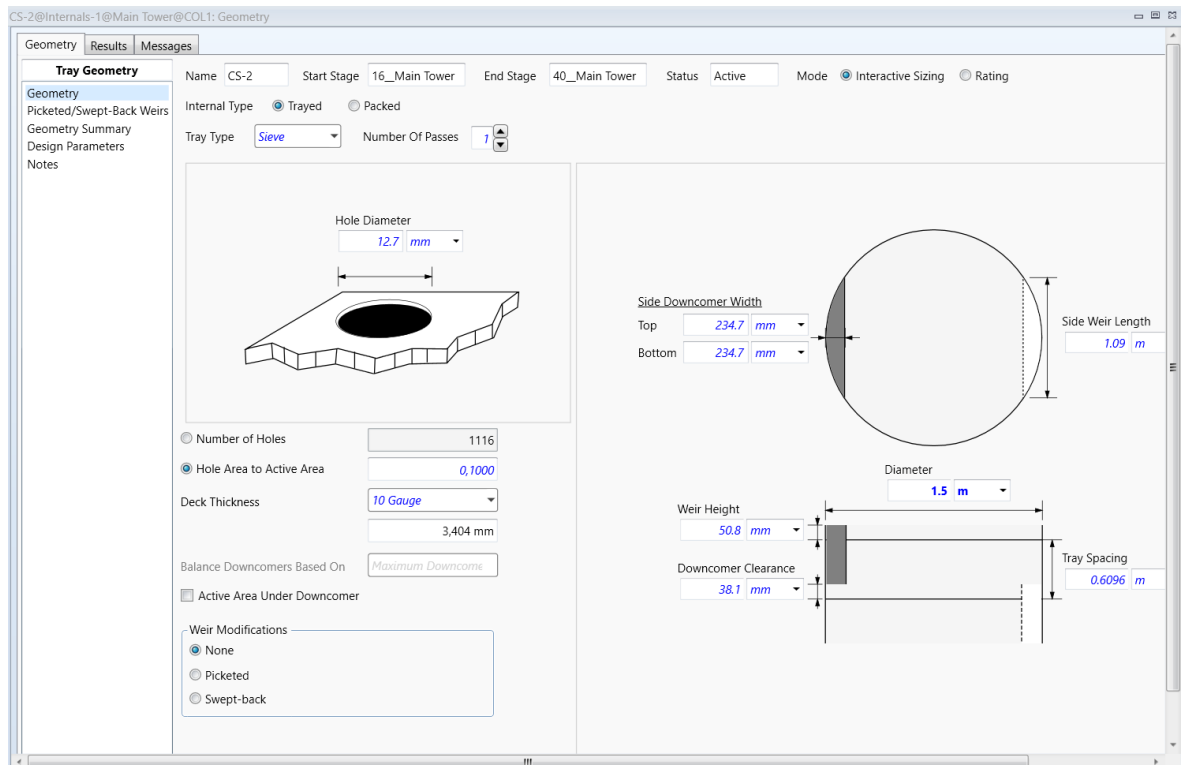 CS-2@Internals-1@Main Tower@COL1: Geometry
Geometry Results Messages
Tray Geometry
Geometry
Picketed/Swept-Back Weirs
Geometry Summary
Design Parameters
Notes
Name CS-2 Start Stage 16__Main Tower End Stage 40__Main Tower Status Active Mode Interactive Sizing Rating
Internal Type Trayed Packed
Tray Type Sieve Number Of Passes 1
Hole Diameter
12.7 mm
Number of Holes 1116
Hole Area to Active Area 0,1000
Deck Thickness 10 Gauge
3,404 mm
Balance Downcomers Based On Maximum Downcome
Active Area Under Downcomer
Weir Modifications
None
Picketed
Swept-back
Side Downcomer Width
Top 234.7 mm
Bottom 234.7 mm
Side Weir Length
1.09 m
Diameter
1.5 m
Weir Height
50.8 mm
Downcomer Clearance
38.1 mm
Tray Spacing
0.6096 m